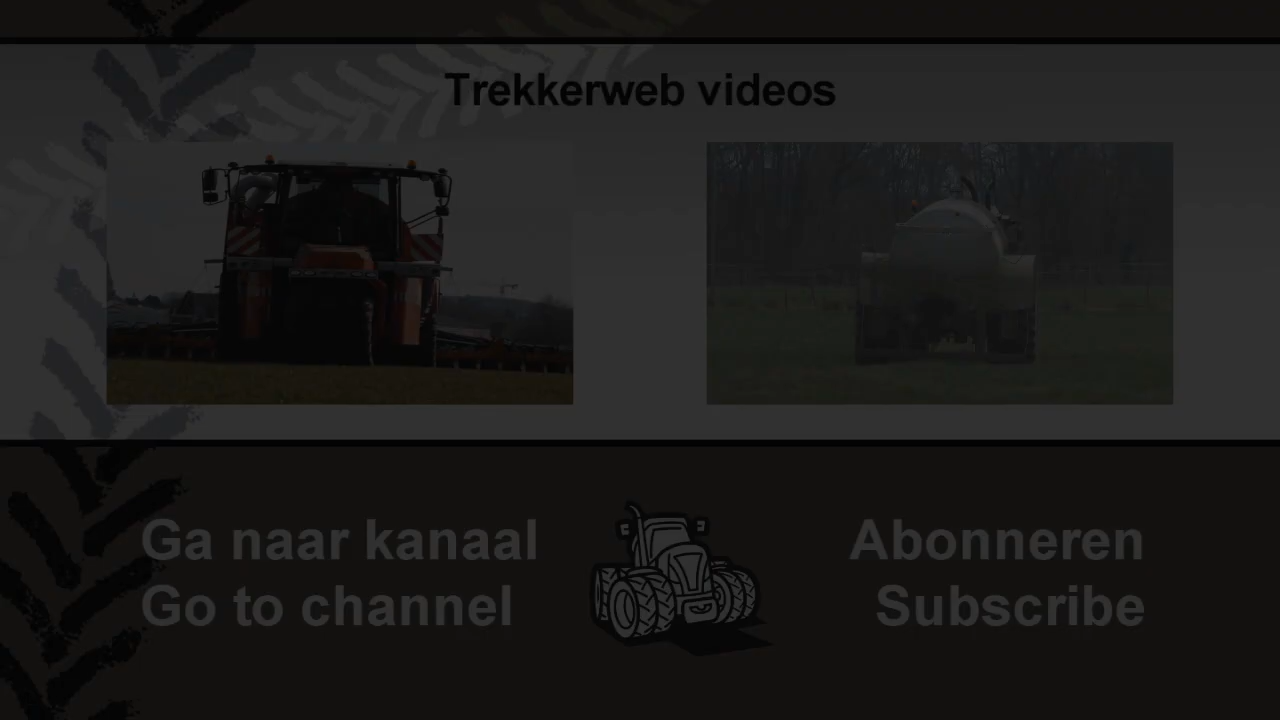 Trekkerweb videos
Ga naar kanaal
Go to channel
Abonneren
Subscribe